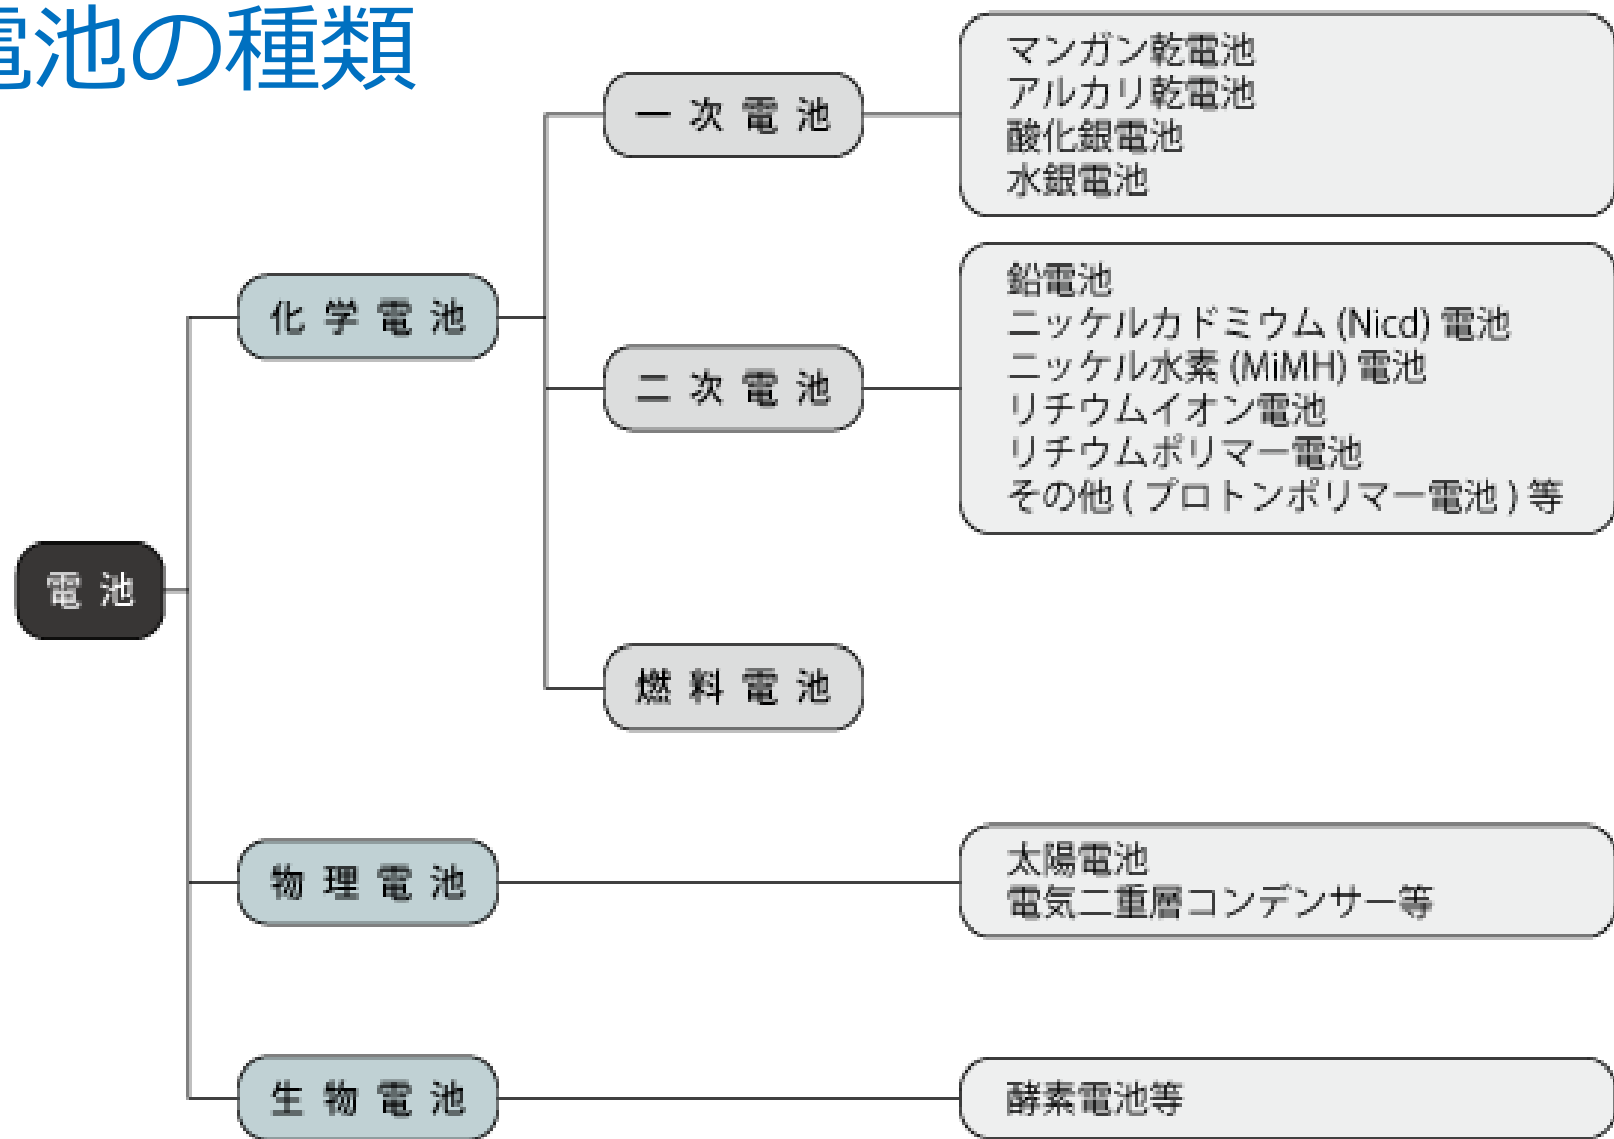 電池の種類
電池
化学電池
一次電池
マンガン乾電池
アルカリ乾電池
酸化銀電池
水銀電池
二次電池
鉛電池
ニッケルカドミウム (Nicd) 電池
ニッケル水素 (MiMH) 電池
リチウムイオン電池
リチウムポリマー電池
その他 ( プロトンポリマー電池 ) 等
燃料電池
物理電池
太陽電池
電気二重層コンデンサー等
生物電池
酵素電池等